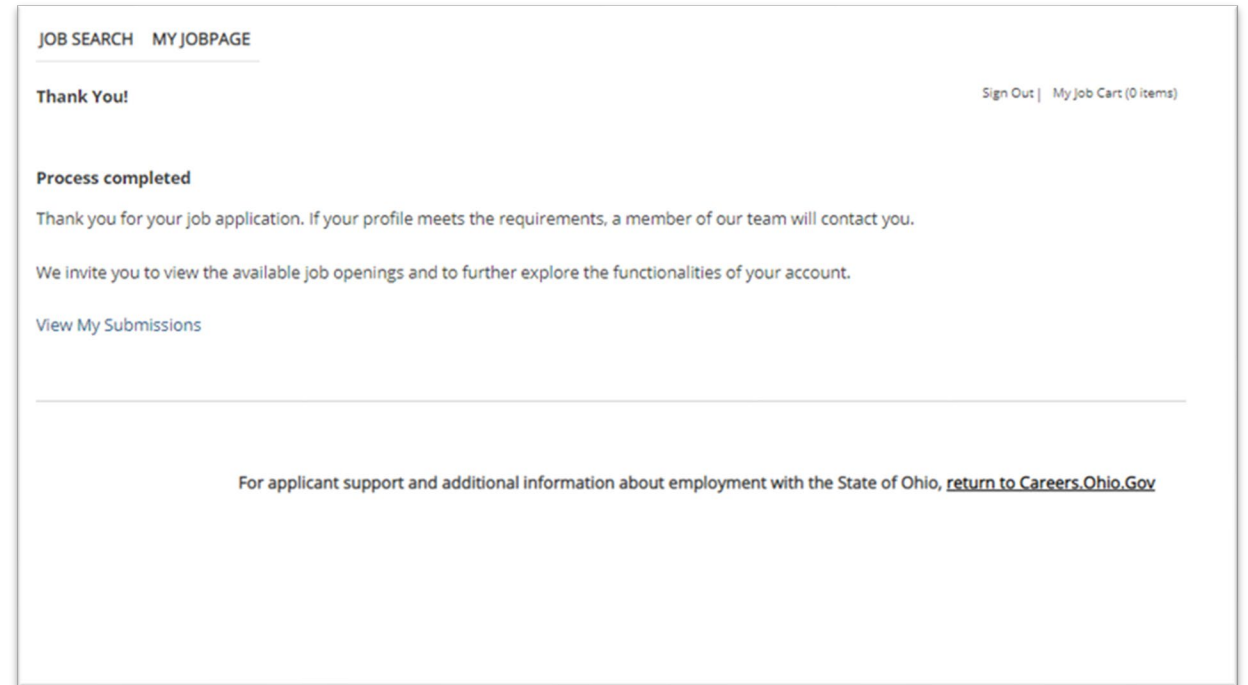 JOB SEARCH MY JOBPAGE
Thank You!
Sign Out | My Job Cart (0 items)
Process completed
Thank you for your job application. If your profile meets the requirements, a member of our team will contact you.
We invite you to view the available job openings and to further explore the functionalities of your account.
View My Submissions
For applicant support and additional information about employment with the State of Ohio, return to Careers.Ohio.Gov